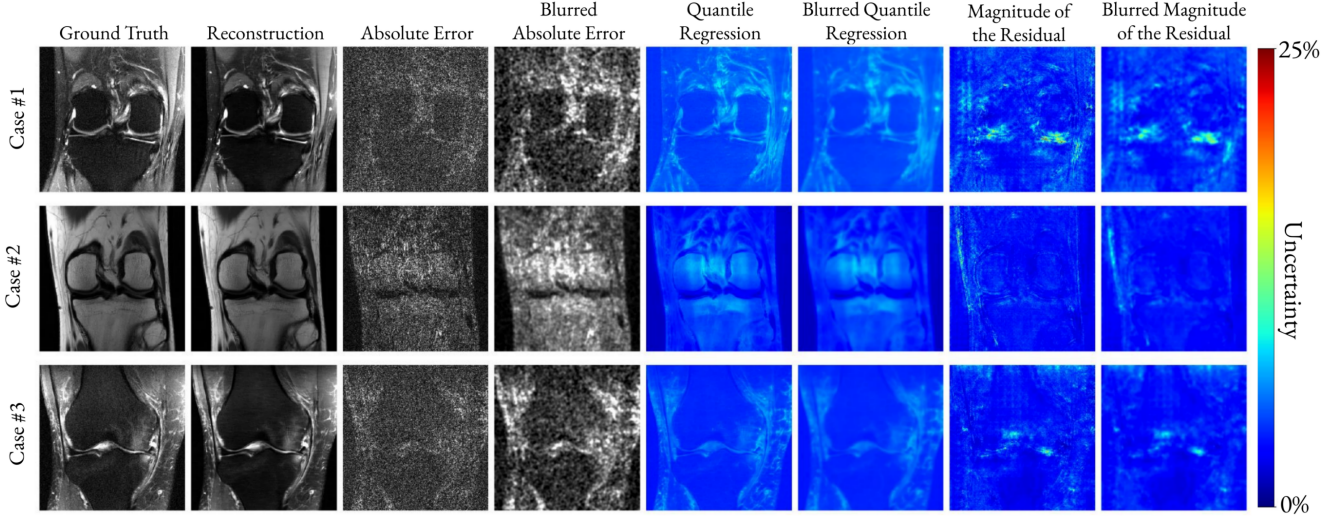 Ground Truth
Reconstruction
Absolute Error
Blurred
Absolute Error
Quantile
Regression
Blurred Quantile
Regression
Magnitude of
the Residual
Blurred Magnitude
of the Residual
25%
Case #1
Case #2
Uncertainty
Case #3
0%